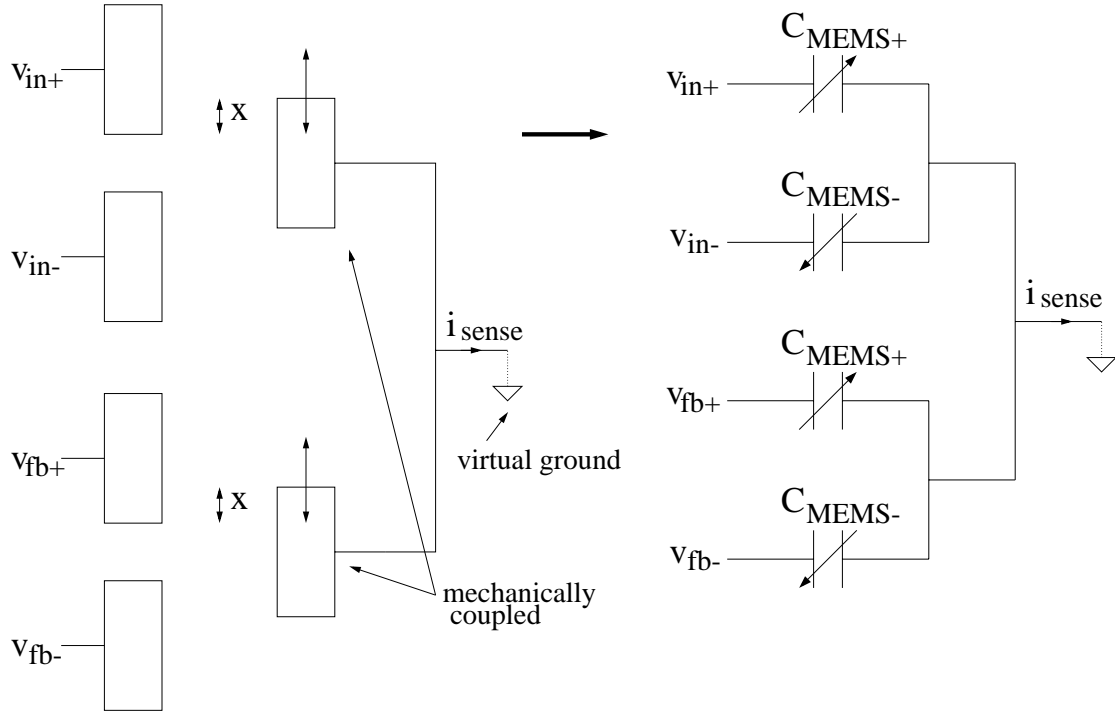 v_in+
x
v_in-
i_sense
v_fb+
virtual ground
x
mechanically
coupled
v_fb-
C_MEMS+
v_in+
C_MEMS-
v_in-
i_sense
C_MEMS+
v_fb+
C_MEMS-
v_fb-